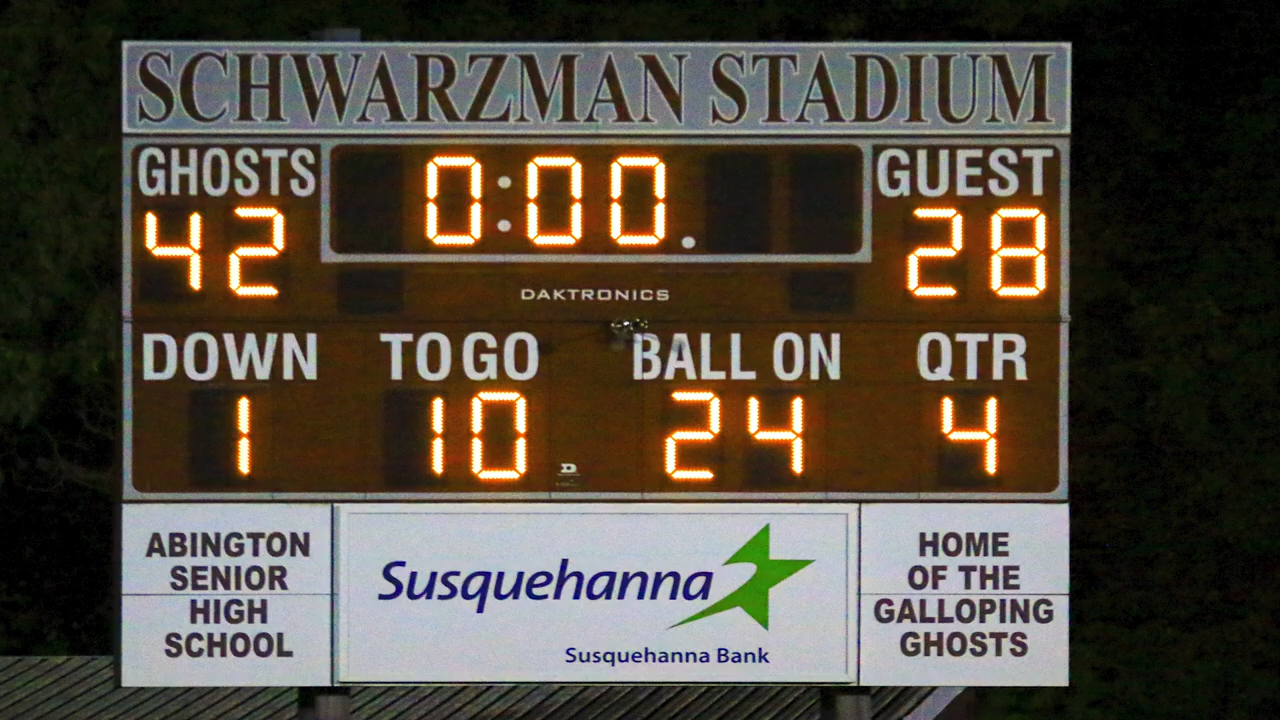 SCHWARZMAN STADIUM
GHOSTS 0:00. GUEST
42 28
DAKTRONICS
DOWN TO GO BALL ON QTR
1 10 24 4
D
ABINGTON
SENIOR
HIGH
SCHOOL
Susquehanna
Susquehanna Bank
HOME
OF THE
GALLOPING
GHOSTS